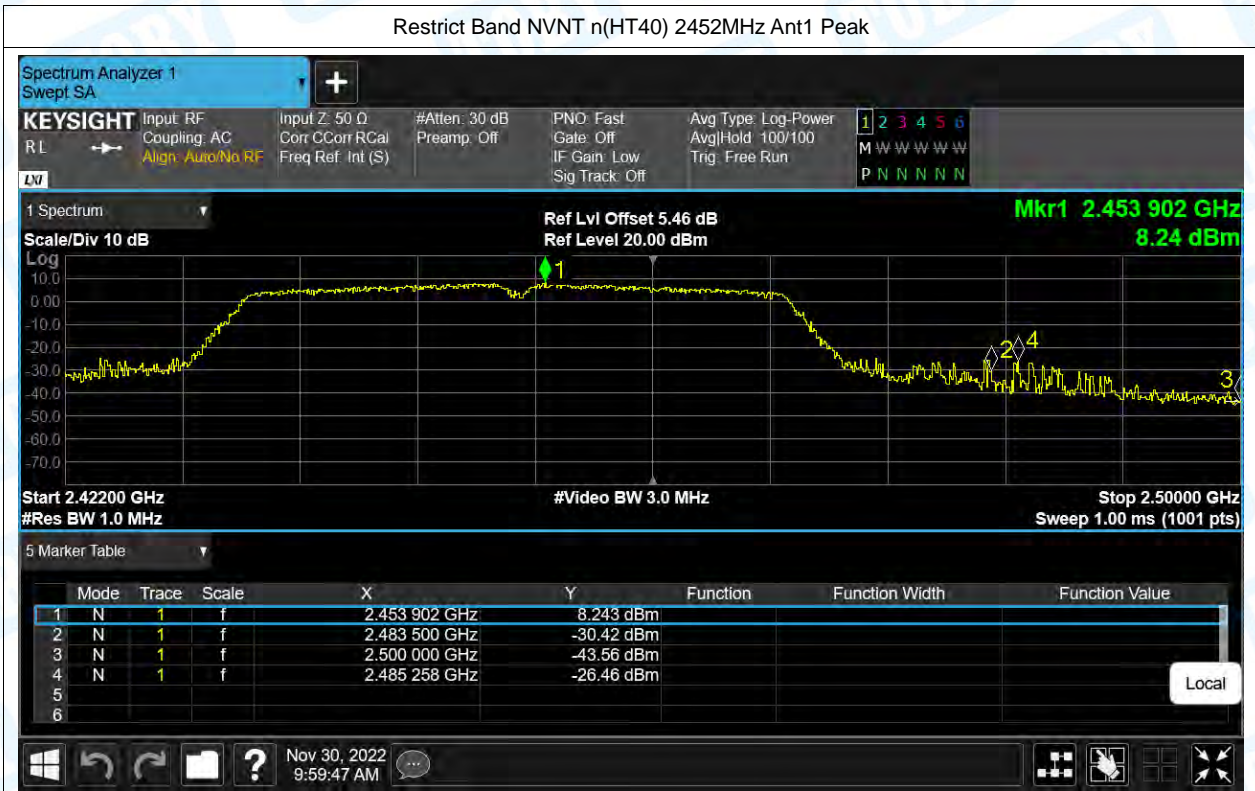 Restrict Band NVNT n(HT40) 2452MHz Ant1 Peak
Spectrum Analyzer 1
Swept SA
+
KEYSIGHT
R L
LXI
Input: RF
Coupling: AC
Align: Auto/No RF
Input Z: 50 Ω
Corr CCorr RCal
Freq Ref: Int (S)
#Atten: 30 dB
Preamp: Off
PNO: Fast
Gate: Off
IF Gain: Low
Sig Track: Off
Avg Type: Log-Power
Avg|Hold: 100/100
Trig: Free Run
1 2 3 4 5 6
M W W W W W
P N N N N N
1 Spectrum
Scale/Div 10 dB
Ref Lvl Offset 5.46 dB
Ref Level 20.00 dBm
Mkr1 2.453 902 GHz
8.24 dBm
Log
10.0
0.00
-10.0
-20.0
-30.0
-40.0
-50.0
-60.0
-70.0
1
2
4
3
Start 2.42200 GHz
#Res BW 1.0 MHz
#Video BW 3.0 MHz
Stop 2.50000 GHz
Sweep 1.00 ms (1001 pts)
5 Marker Table
Mode Trace Scale X Y Function Function Width Function Value
1 N 1 f 2.453 902 GHz 8.243 dBm
2 N 1 f 2.483 500 GHz -30.42 dBm
3 N 1 f 2.500 000 GHz -43.56 dBm
4 N 1 f 2.485 258 GHz -26.46 dBm
5
6
Local
?
Nov 30, 2022
9:59:47 AM